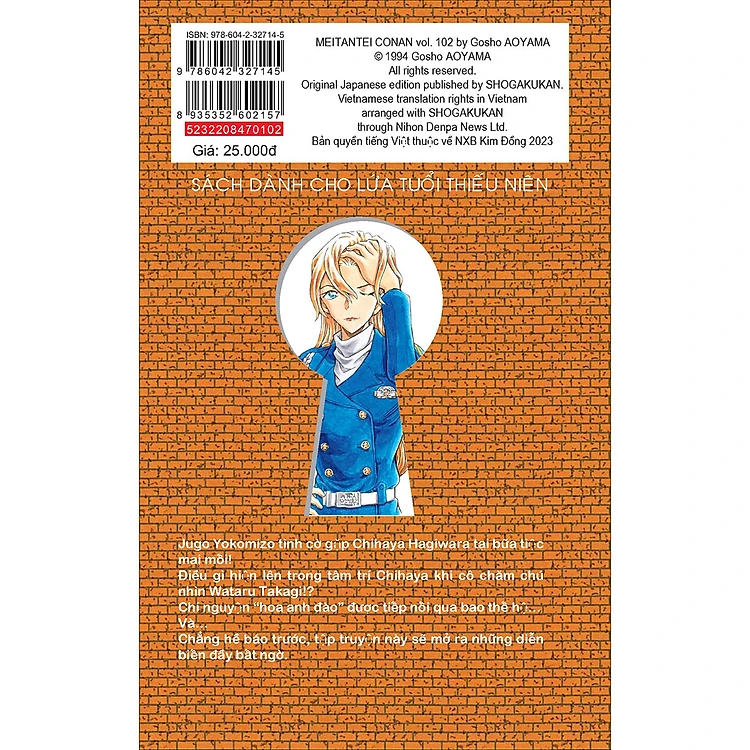 ISBN: 978-604-2-32714-5
9 786042 327145
8 935352 602157
5232208470102
Giá: 25.000đ
MEITANTEI CONAN vol. 102 by Gosho AOYAMA
© 1994 Gosho AOYAMA
All rights reserved.
Original Japanese edition published by SHOGAKUKAN.
Vietnamese translation rights in Vietnam
arranged with SHOGAKUKAN
through Nihon Denpa News Ltd.
Bản quyền tiếng Việt thuộc về NXB Kim Đồng 2023
SÁCH DÀNH CHO LỨA TUỔI THIẾU NIÊN
Jugo Yokomizo tình cờ gặp Chihaya Hagiwara tại bữa tiệc
mai mối!
Điều gì hiện lên trong tâm trí Chihaya khi cô chăm chú
nhìn Wataru Takagi!?
Chí nguyện “hoa anh đào” được tiếp nối qua bao thế hệ...
Và...
Chẳng hề báo trước, tập truyện này sẽ mở ra những diễn
biến đầy bất ngờ.